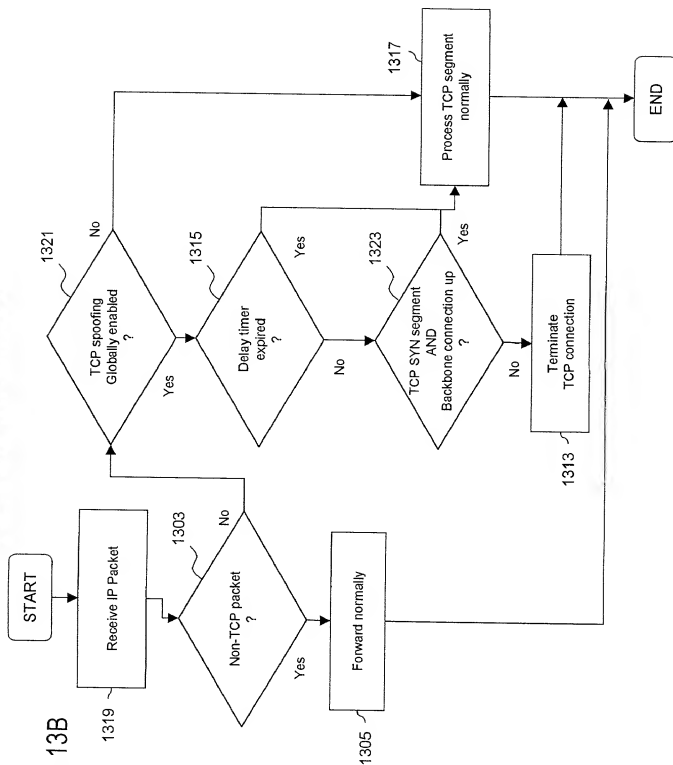 13B
START
1319
Receive IP Packet
1303
Non-TCP packet
?
No
Yes
1305
Forward normally
1321
TCP spoofing
Globally enabled
?
No
Yes
1315
Delay timer
expired
?
Yes
No
1323
TCP SYN segment
AND
Backbone connection up
?
Yes
No
1313
Terminate
TCP connection
1317
Process TCP segment
normally
END